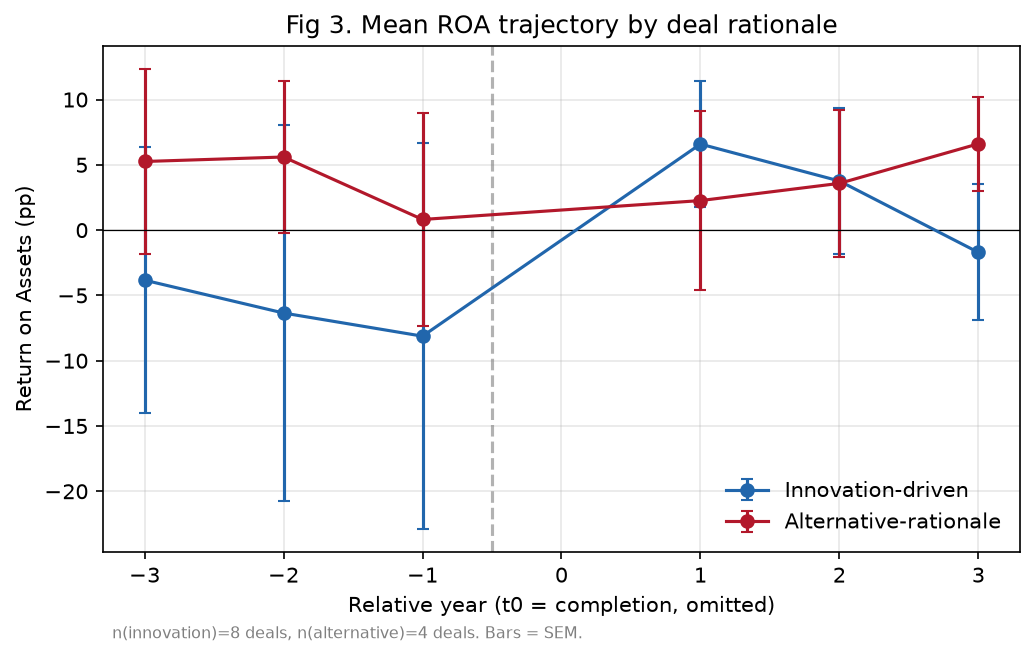 Fig 3. Mean ROA trajectory by deal rationale
Return on Assets (pp)
10
5
0
−5
−10
−15
−20
Innovation-driven
Alternative-rationale
−3 −2 −1 0 1 2 3
Relative year (t0 = completion, omitted)
n(innovation)=8 deals, n(alternative)=4 deals. Bars = SEM.